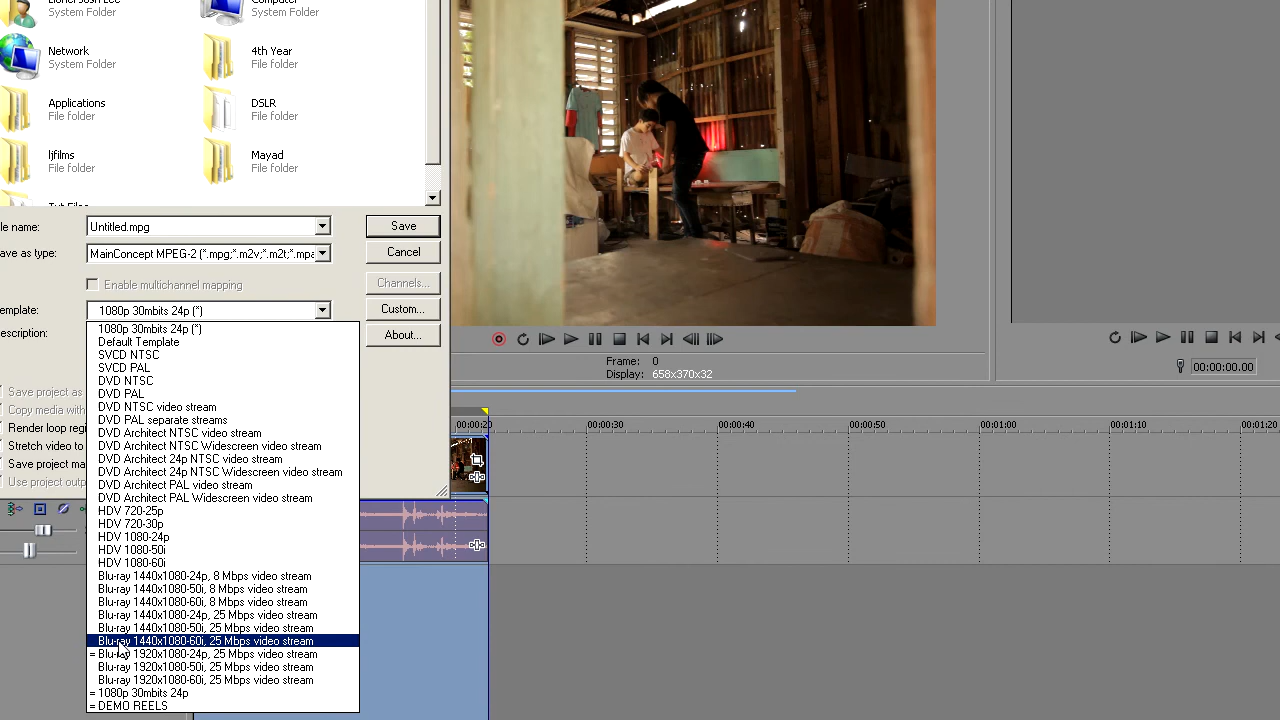 Computer
System Folder
System Folder
Network
System Folder
4th Year
File folder
Applications
File folder
DSLR
File folder
ljfilms
File folder
Mayad
File folder
le name:
Untitled.mpg
Save
ave as type:
MainConcept MPEG-2 (*.mpg;*.m2v;*.m2t;*.mpa
Cancel
Enable multichannel mapping
Channels...
emplate:
1080p 30mbits 24p (*)
Custom...
escription:
About...
1080p 30mbits 24p (*)
Default Template
SVCD NTSC
SVCD PAL
DVD NTSC
DVD PAL
DVD NTSC video stream
DVD PAL separate streams
DVD Architect NTSC video stream
DVD Architect NTSC Widescreen video stream
DVD Architect 24p NTSC video stream
DVD Architect 24p NTSC Widescreen video stream
DVD Architect PAL video stream
DVD Architect PAL Widescreen video stream
HDV 720-25p
HDV 720-30p
HDV 1080-24p
HDV 1080-50i
HDV 1080-60i
Blu-ray 1440x1080-24p, 8 Mbps video stream
Blu-ray 1440x1080-50i, 8 Mbps video stream
Blu-ray 1440x1080-60i, 8 Mbps video stream
Blu-ray 1440x1080-24p, 25 Mbps video stream
Blu-ray 1440x1080-50i, 25 Mbps video stream
Blu-ray 1440x1080-60i, 25 Mbps video stream
= Blu-ray 1920x1080-24p, 25 Mbps video stream
Blu-ray 1920x1080-50i, 25 Mbps video stream
Blu-ray 1920x1080-60i, 25 Mbps video stream
= 1080p 30mbits 24p
= DEMO REELS
Save project as
Copy media with
Render loop regi
Stretch video to
Save project ma
Use project outp
Frame: 0
Display: 658x370x32
00:00:00.00
00:00:20
00:00:30
00:00:40
00:00:50
00:01:00
00:01:10
00:01:20